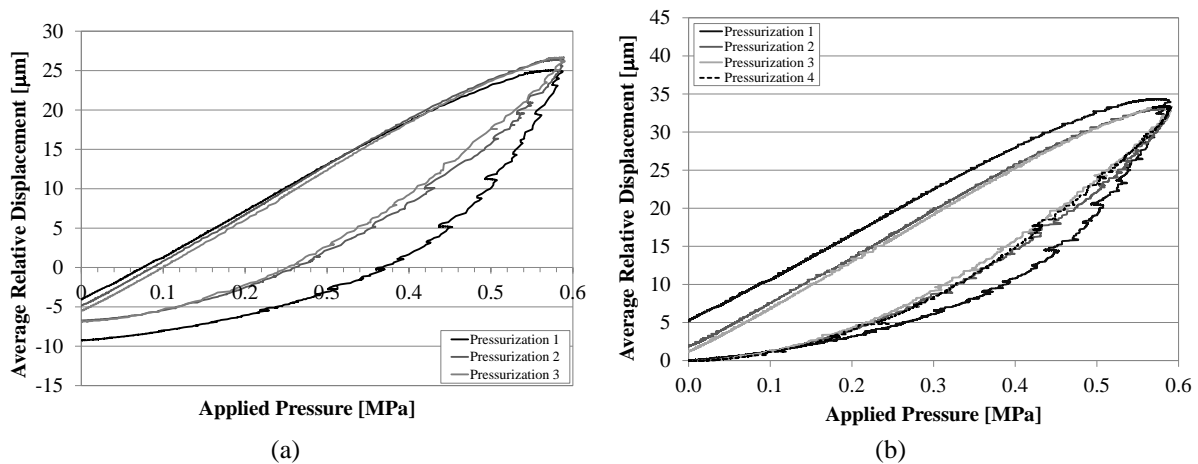 30
25
20
15
10
5
0
-5
-10
-15
0 0.1 0.2 0.3 0.4 0.5 0.6
Average Relative Displacement [μm]
Applied Pressure [MPa]
Pressurization 1
Pressurization 2
Pressurization 3
(a)
45
40
35
30
25
20
15
10
5
0
0.0 0.1 0.2 0.3 0.4 0.5 0.6
Average Relative Displacement [μm]
Applied Pressure [MPa]
Pressurization 1
Pressurization 2
Pressurization 3
Pressurization 4
(b)